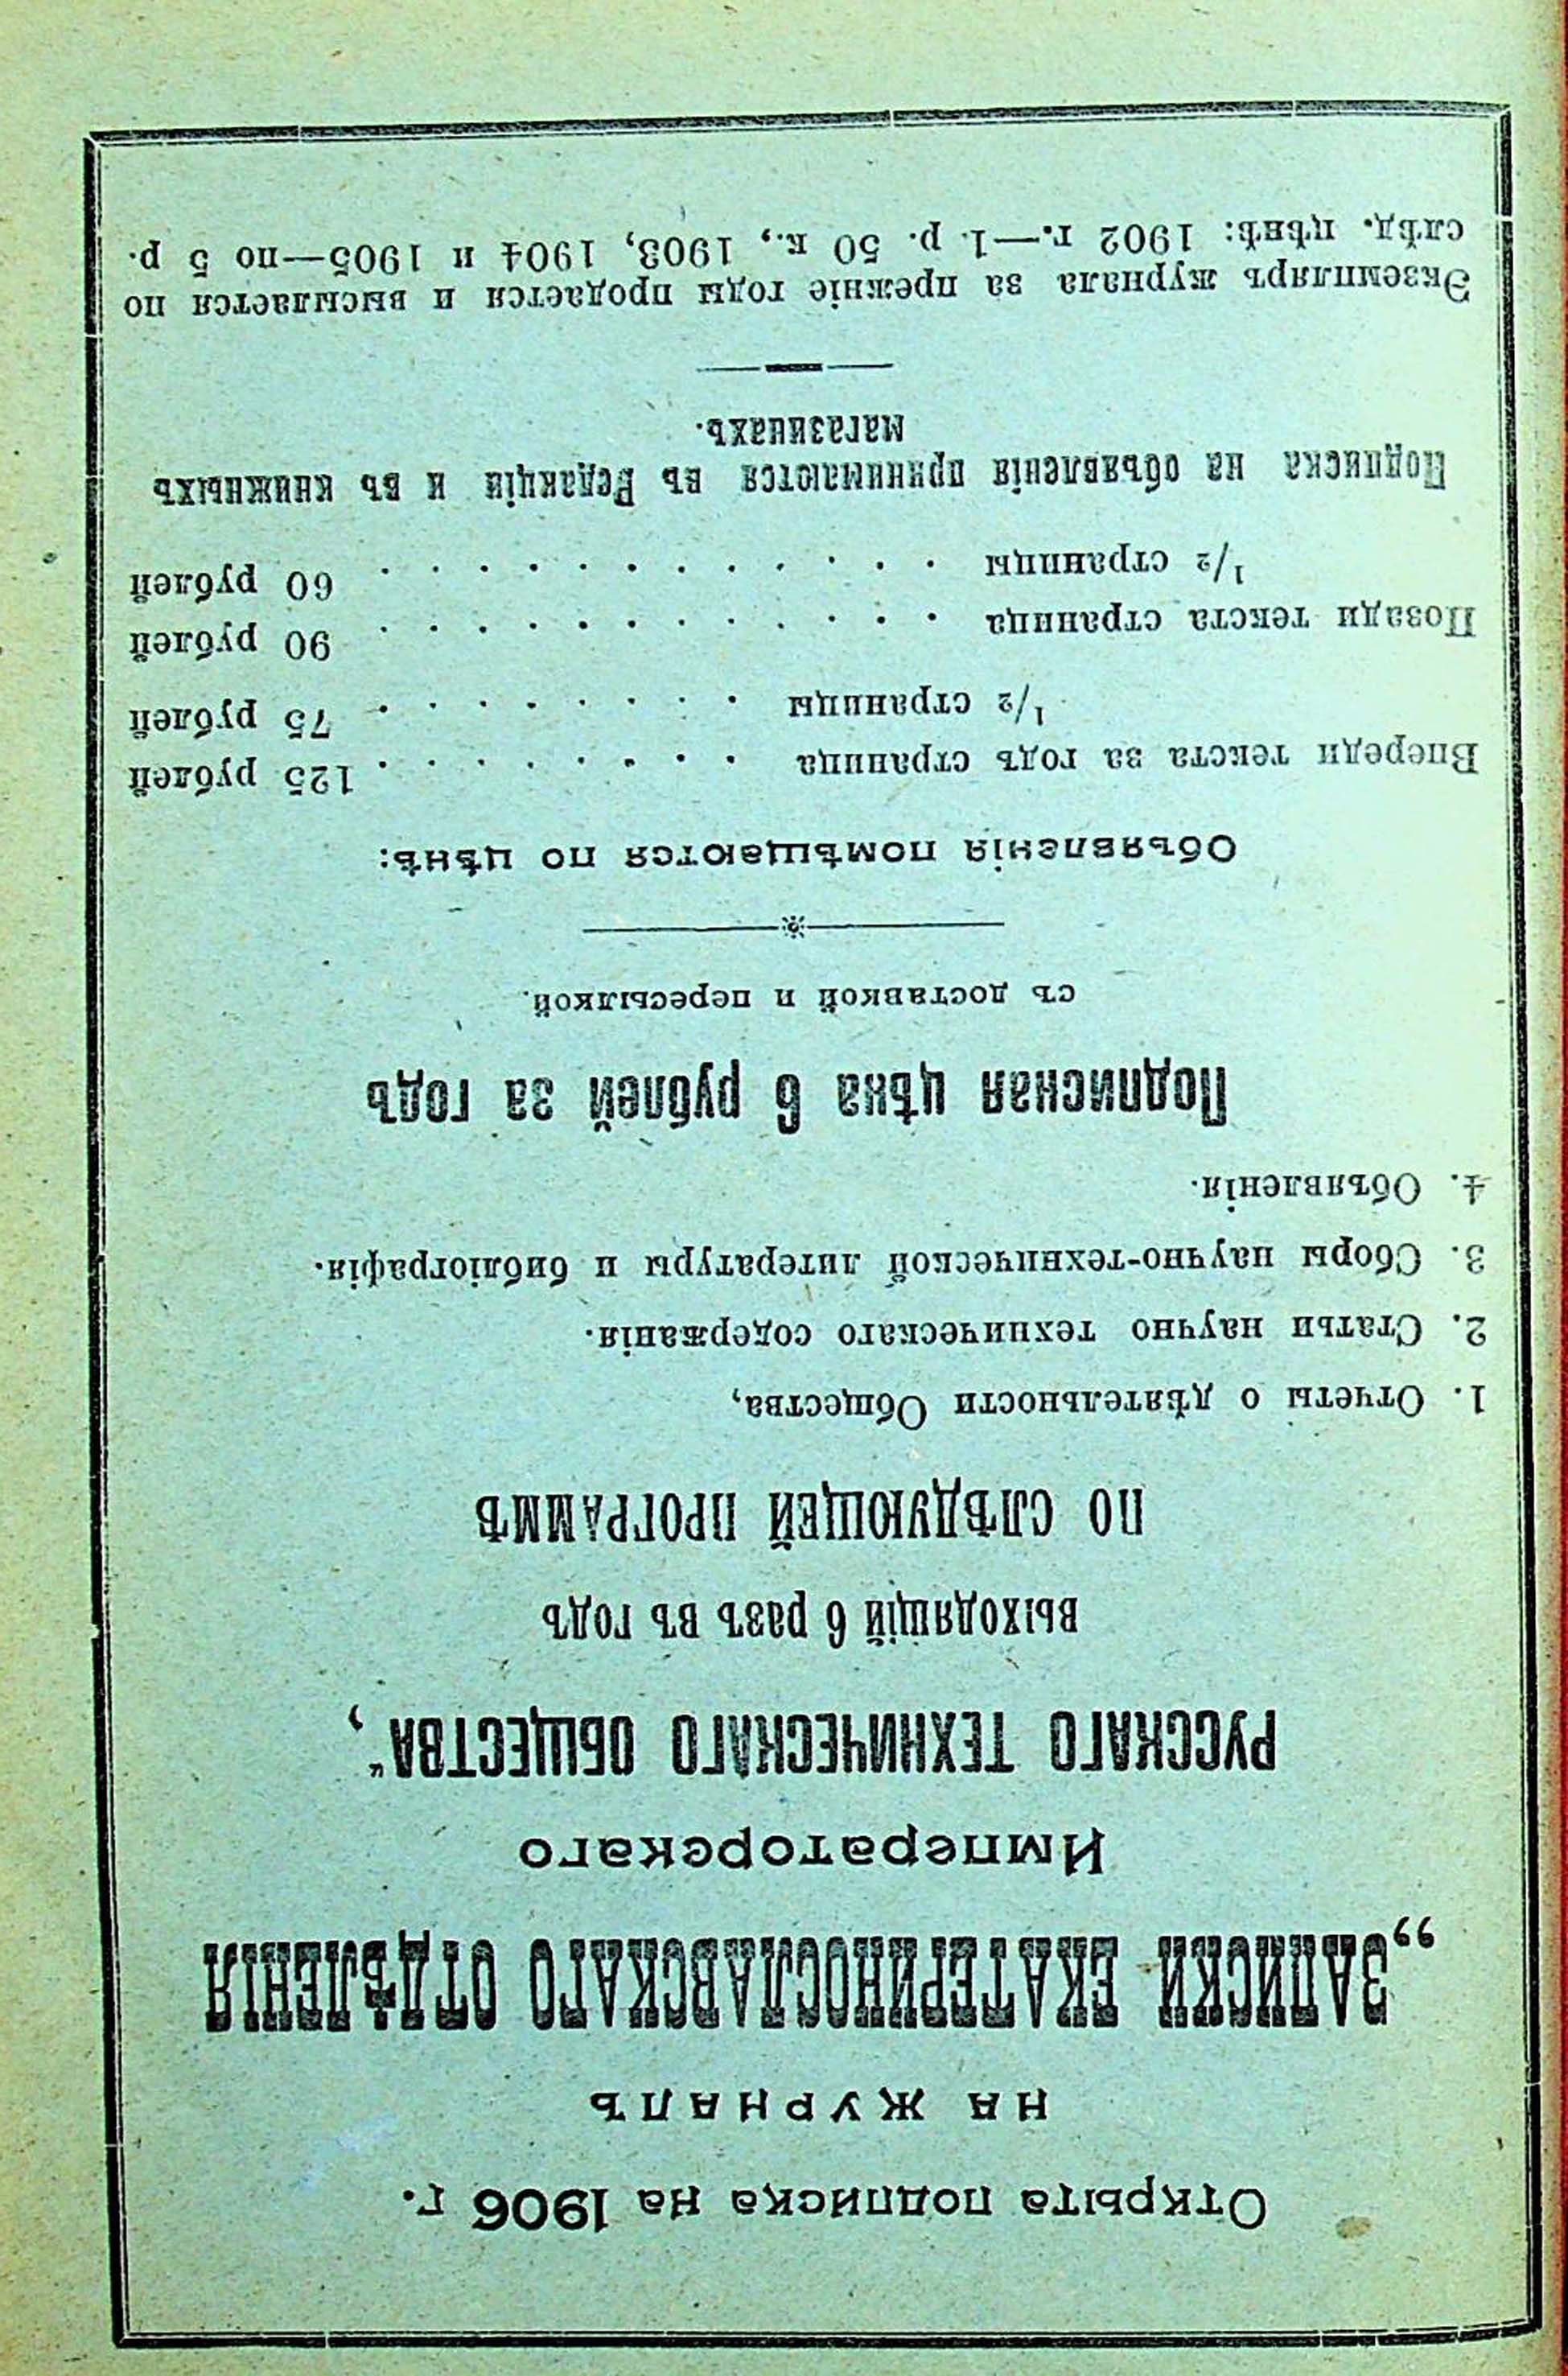 Открыта подписка на 1906 г.
НА ЖУРНАЛЪ
„ЗАПИСКИ ЕКАТЕРИНОСЛАВСКАГО ОТДѢЛЕНІЯ
Императорскаго
РУССКАГО ТЕХНИЧЕСКАГО ОБЩЕСТВА“,
ВЫХОДЯЩІЙ 6 разъ въ годъ
ПО СЛѢДУЮЩЕЙ ПРОГРАММѢ
1. Отчеты о дѣятельности Общества,
2. Статьи научно техническаго содержанія.
3. Сборы научно-технической литературы и библіографія.
4. Объявленія.
Подписная цѣна 6 рублей за годъ
съ доставкой и пересылкой.
Объявленія помѣщаются по цѣнѣ:
Впереди текста за годъ страница . . . . . . . . 125 рублей
1/2 страницы . . . . . . . . 75 рублей
Позади текста страница . . . . . . . . . . . . 90 рублей
1/2 страницы . . . . . . . . . . . . 60 рублей
Подписка на объявленія принимаются въ Редакціи и въ книжныхъ
магазинахъ.
Экземпляръ журнала за прежніе годы продается и высылается по
слѣд. цѣнѣ: 1902 г.—1 р. 50 к., 1903, 1904 и 1905—по 5 р.